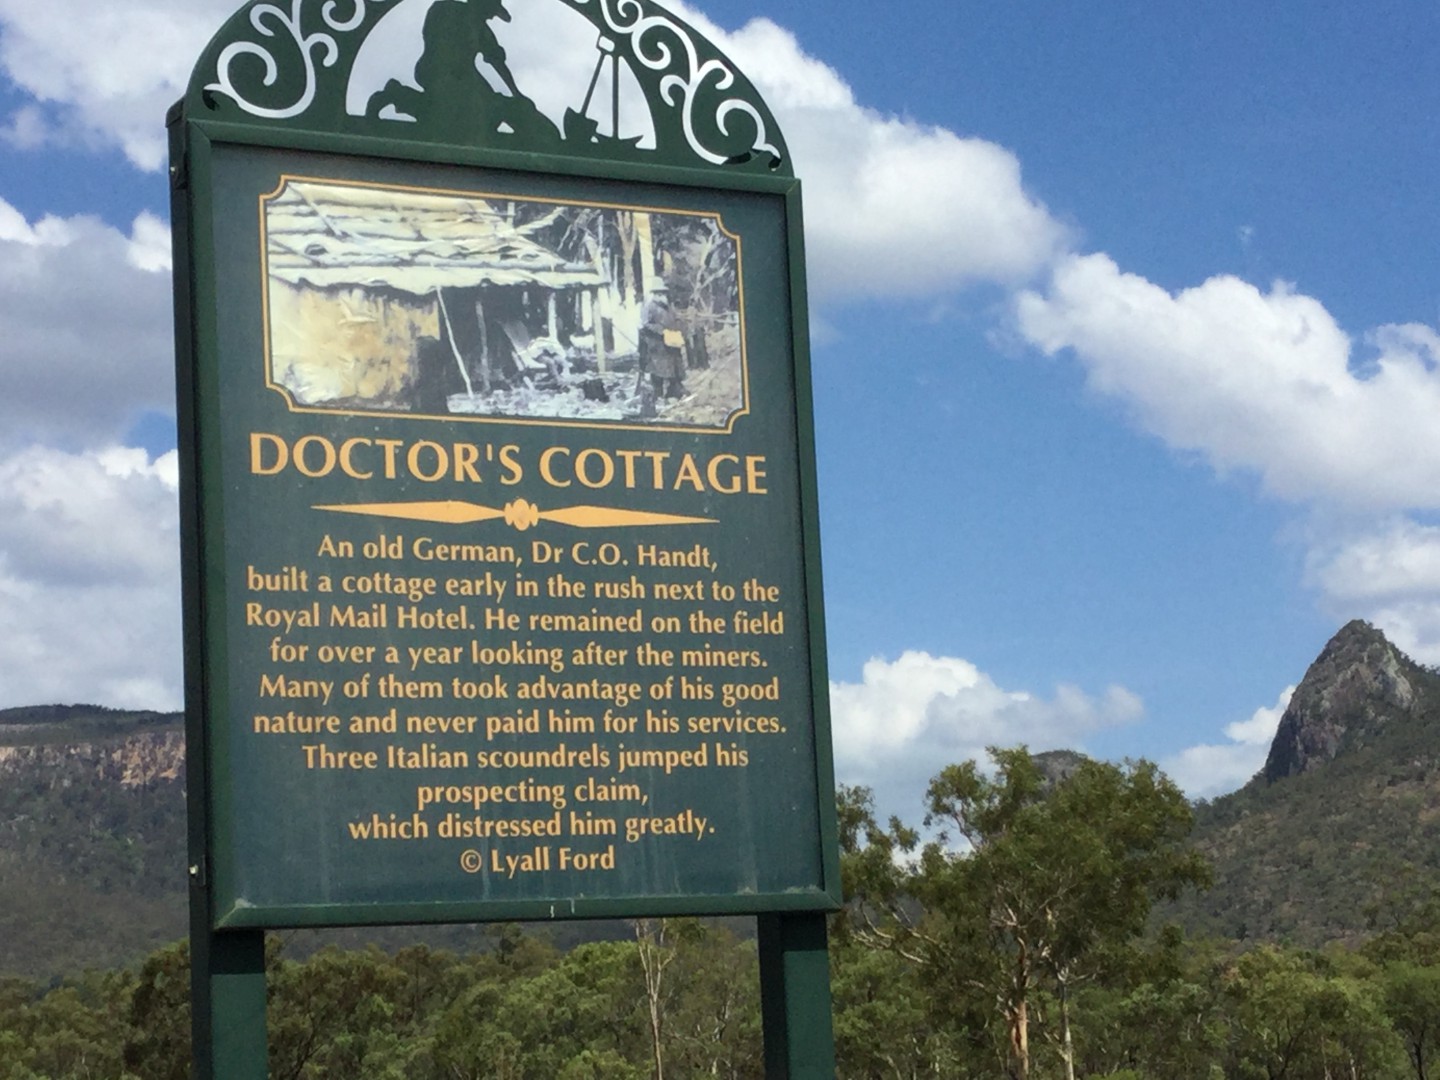 DOCTOR'S COTTAGE
An old German, Dr C.O. Handt,
built a cottage early in the rush next to the
Royal Mail Hotel. He remained on the field
for over a year looking after the miners.
Many of them took advantage of his good
nature and never paid him for his services.
Three Italian scoundrels jumped his
prospecting claim,
which distressed him greatly.
© Lyall Ford